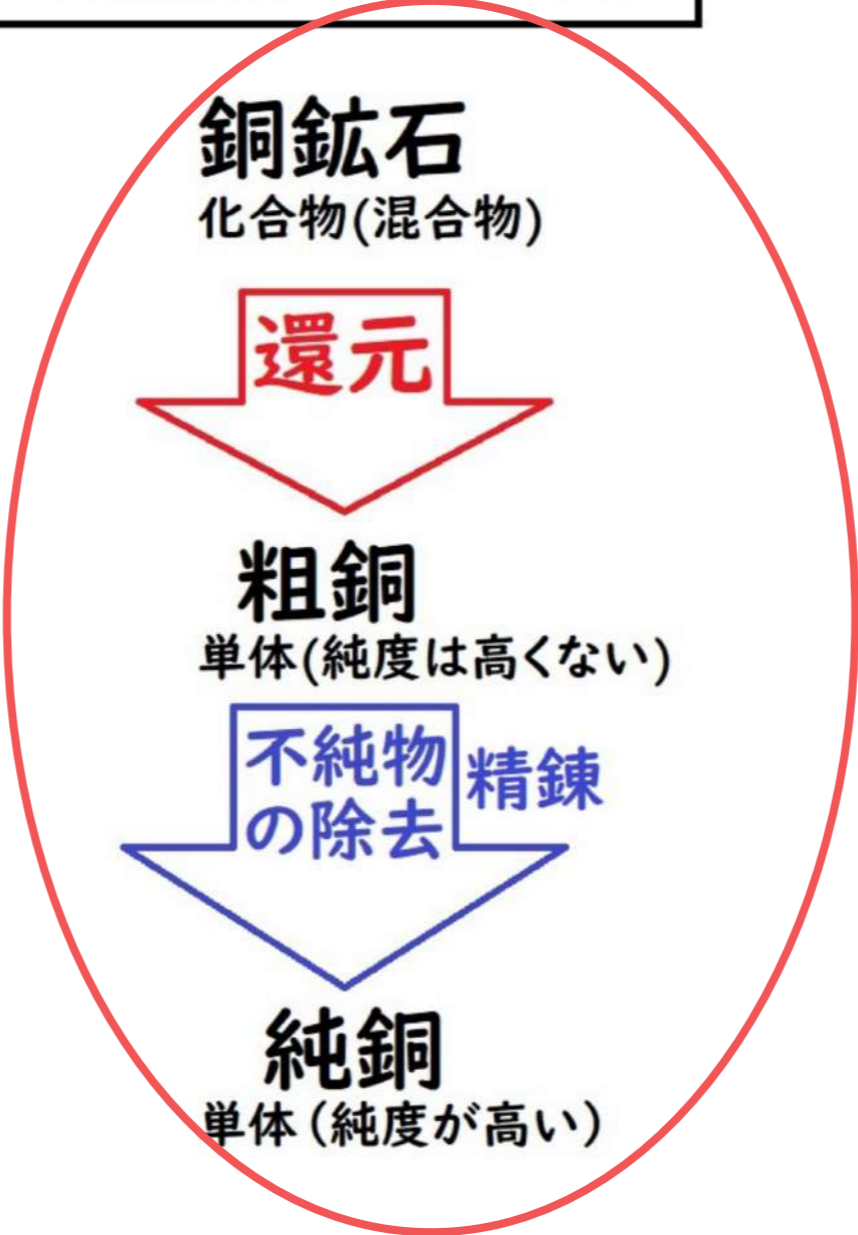 銅鉱石
化合物(混合物)
還元
粗銅
単体(純度は高くない)
不純物
の除去
精錬
純銅
単体(純度が高い)